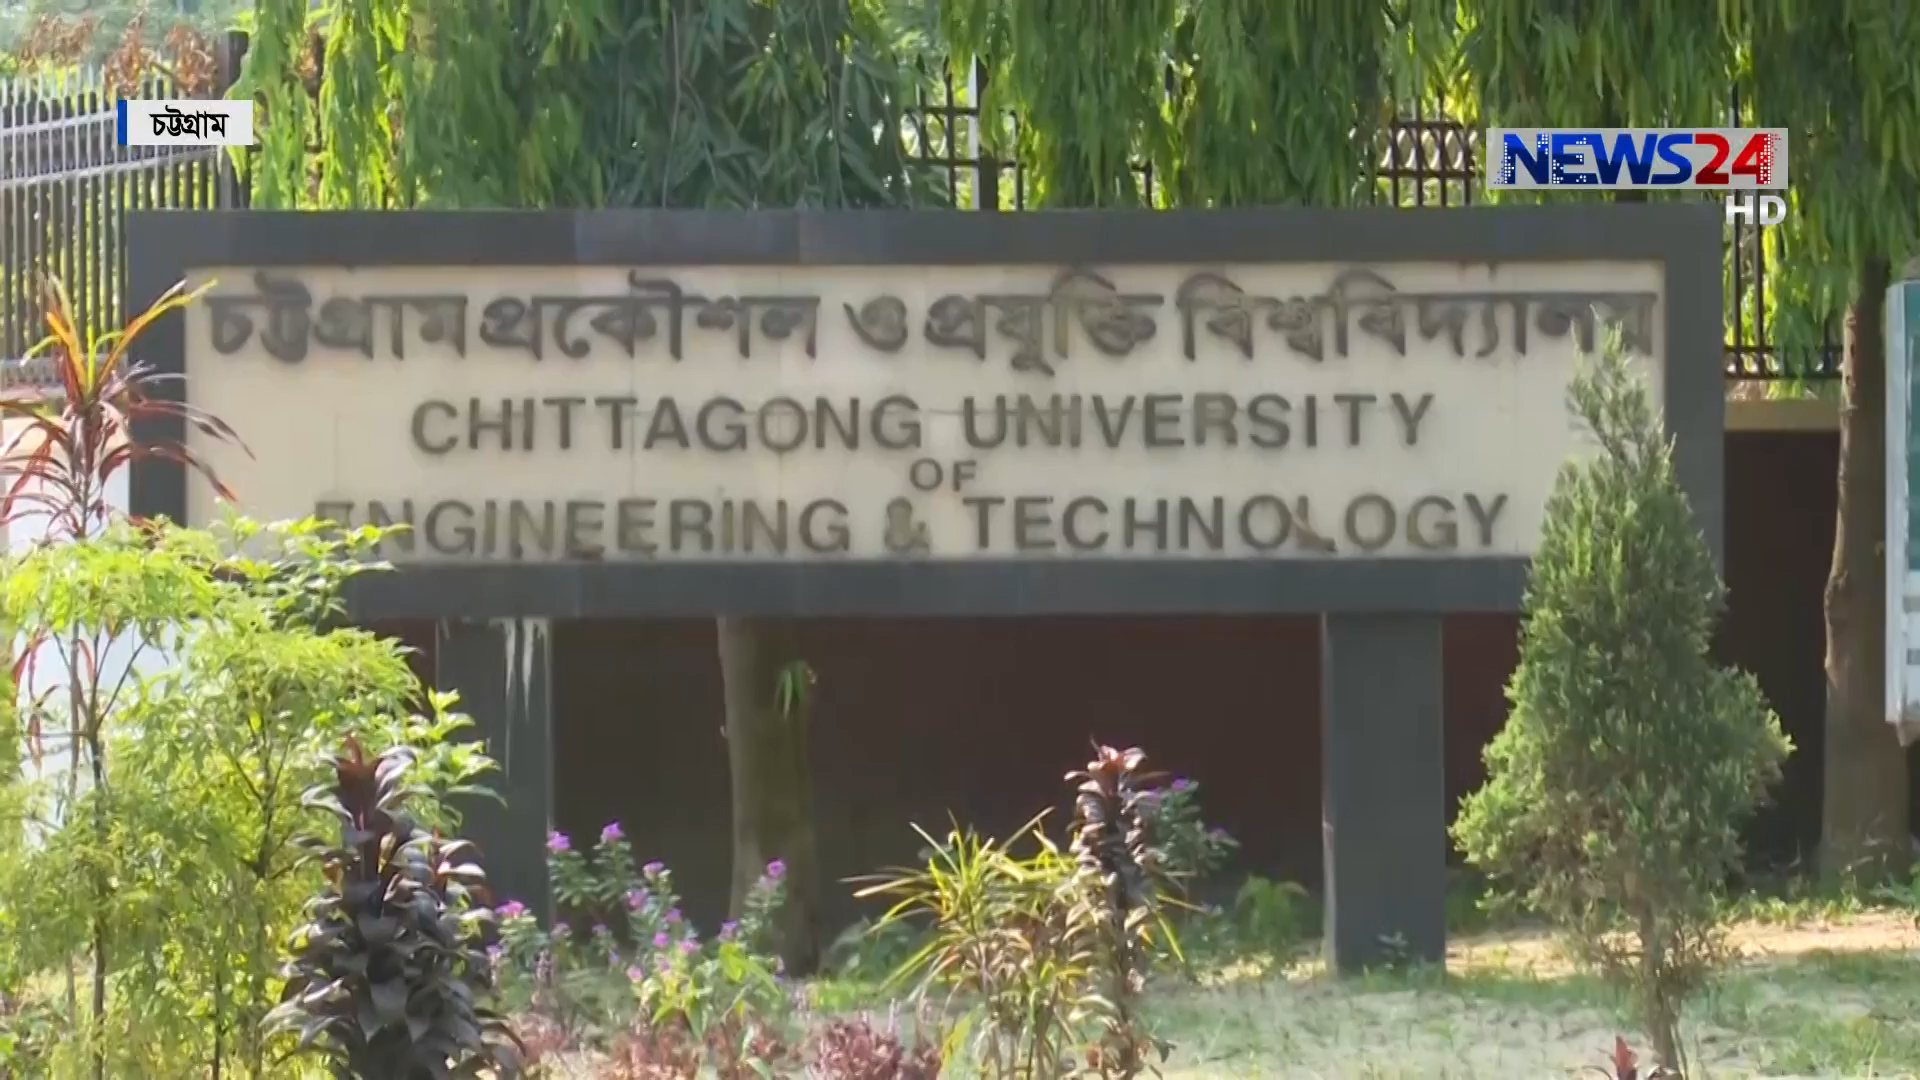 চট্টগ্রাম
NEWS24
HD
চট্টগ্রাম প্রকৌশল ও প্রযুক্তি বিশ্ববিদ্যালয়
CHITTAGONG UNIVERSITY
OF
ENGINEERING & TECHNOLOGY